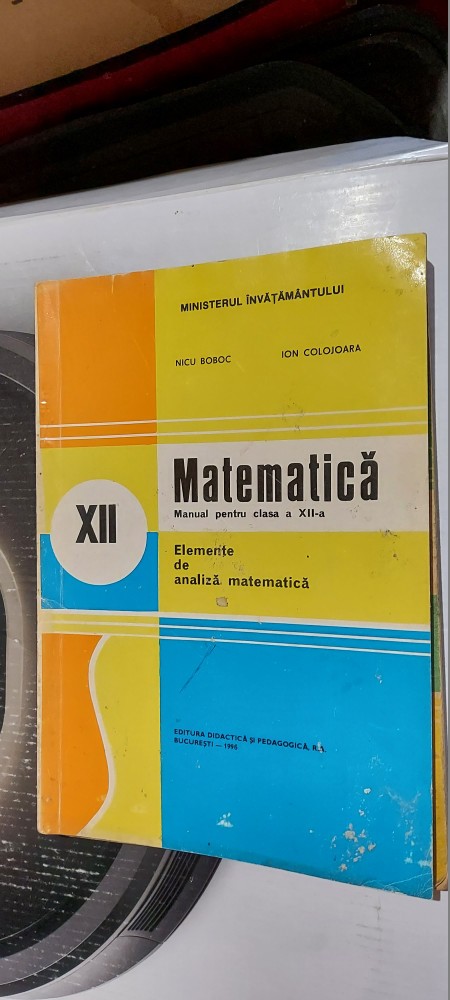 MINISTERUL ÎNVĂȚĂMÂNTULUI
NICU BOBOC ION COLOJOARA
Matematică
Manual pentru clasa a XII-a
XII
Elemente
de
analiză matematică
EDITURA DIDACTICĂ ȘI PEDAGOGICĂ, R.A.
BUCUREȘTI — 1996